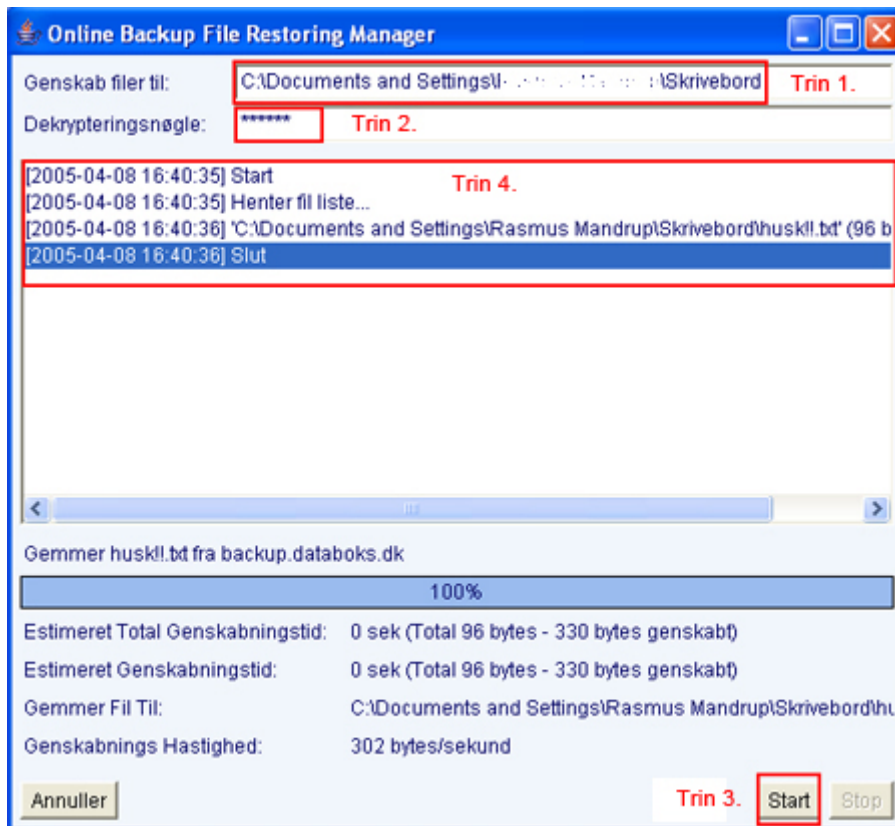 Online Backup File Restoring Manager
Genskab filer til: C:\Documents and Settings\ \Skrivebord Trin 1.
Dekrypteringsnøgle: ****** Trin 2.
[2005-04-08 16:40:35] Start
Trin 4.
[2005-04-08 16:40:35] Henter fil liste...
[2005-04-08 16:40:36] 'C:\Documents and Settings\Rasmus Mandrup\Skrivebord\husk!!.txt' (96 b
[2005-04-08 16:40:36] Slut
Gemmer husk!!.txt fra backup.databoks.dk
100%
Estimeret Total Genskabningstid: 0 sek (Total 96 bytes - 330 bytes genskabt)
Estimeret Genskabningstid: 0 sek (Total 96 bytes - 330 bytes genskabt)
Gemmer Fil Til: C:\Documents and Settings\Rasmus Mandrup\Skrivebord\hu
Genskabnings Hastighed: 302 bytes/sekund
Annuller Trin 3. Start Stop